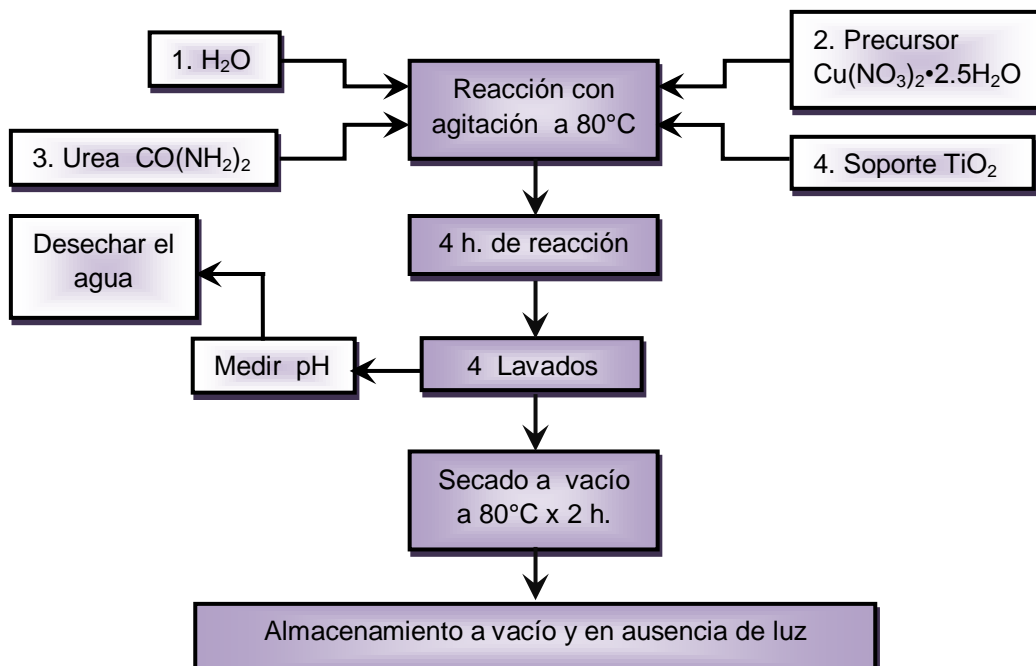 1. H₂O
2. Precursor
Cu(NO₃)₂•2.5H₂O
Reacción con
agitación a 80°C
3. Urea CO(NH₂)₂
4. Soporte TiO₂
4 h. de reacción
Desechar el
agua
Medir pH
4 Lavados
Secado a vacío
a 80°C x 2 h.
Almacenamiento a vacío y en ausencia de luz